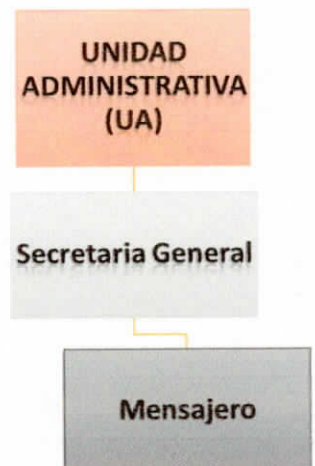 UNIDAD
ADMINISTRATIVA
(UA)
Secretaria General
Mensajero